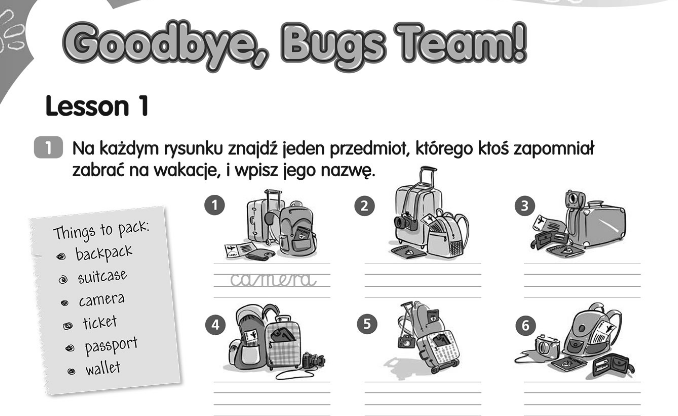 Goodbye, Bugs Team!
Lesson 1
1 Na każdym rysunku znajdź jeden przedmiot, którego ktoś zapomniał
zabrać na wakacje, i wpisz jego nazwę.
Things to pack:
backpack
suitcase
camera
ticket
passport
wallet
1
camera
2
3
4
5
6